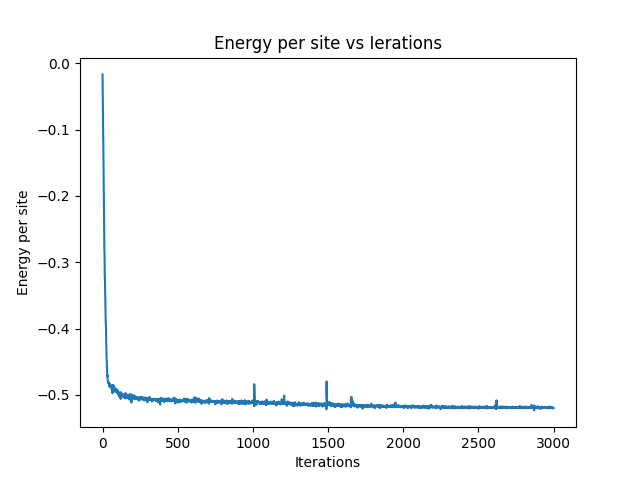 Energy per site vs Ierations
0.0
−0.1
−0.2
−0.3
−0.4
−0.5
Energy per site
0 500 1000 1500 2000 2500 3000
Iterations